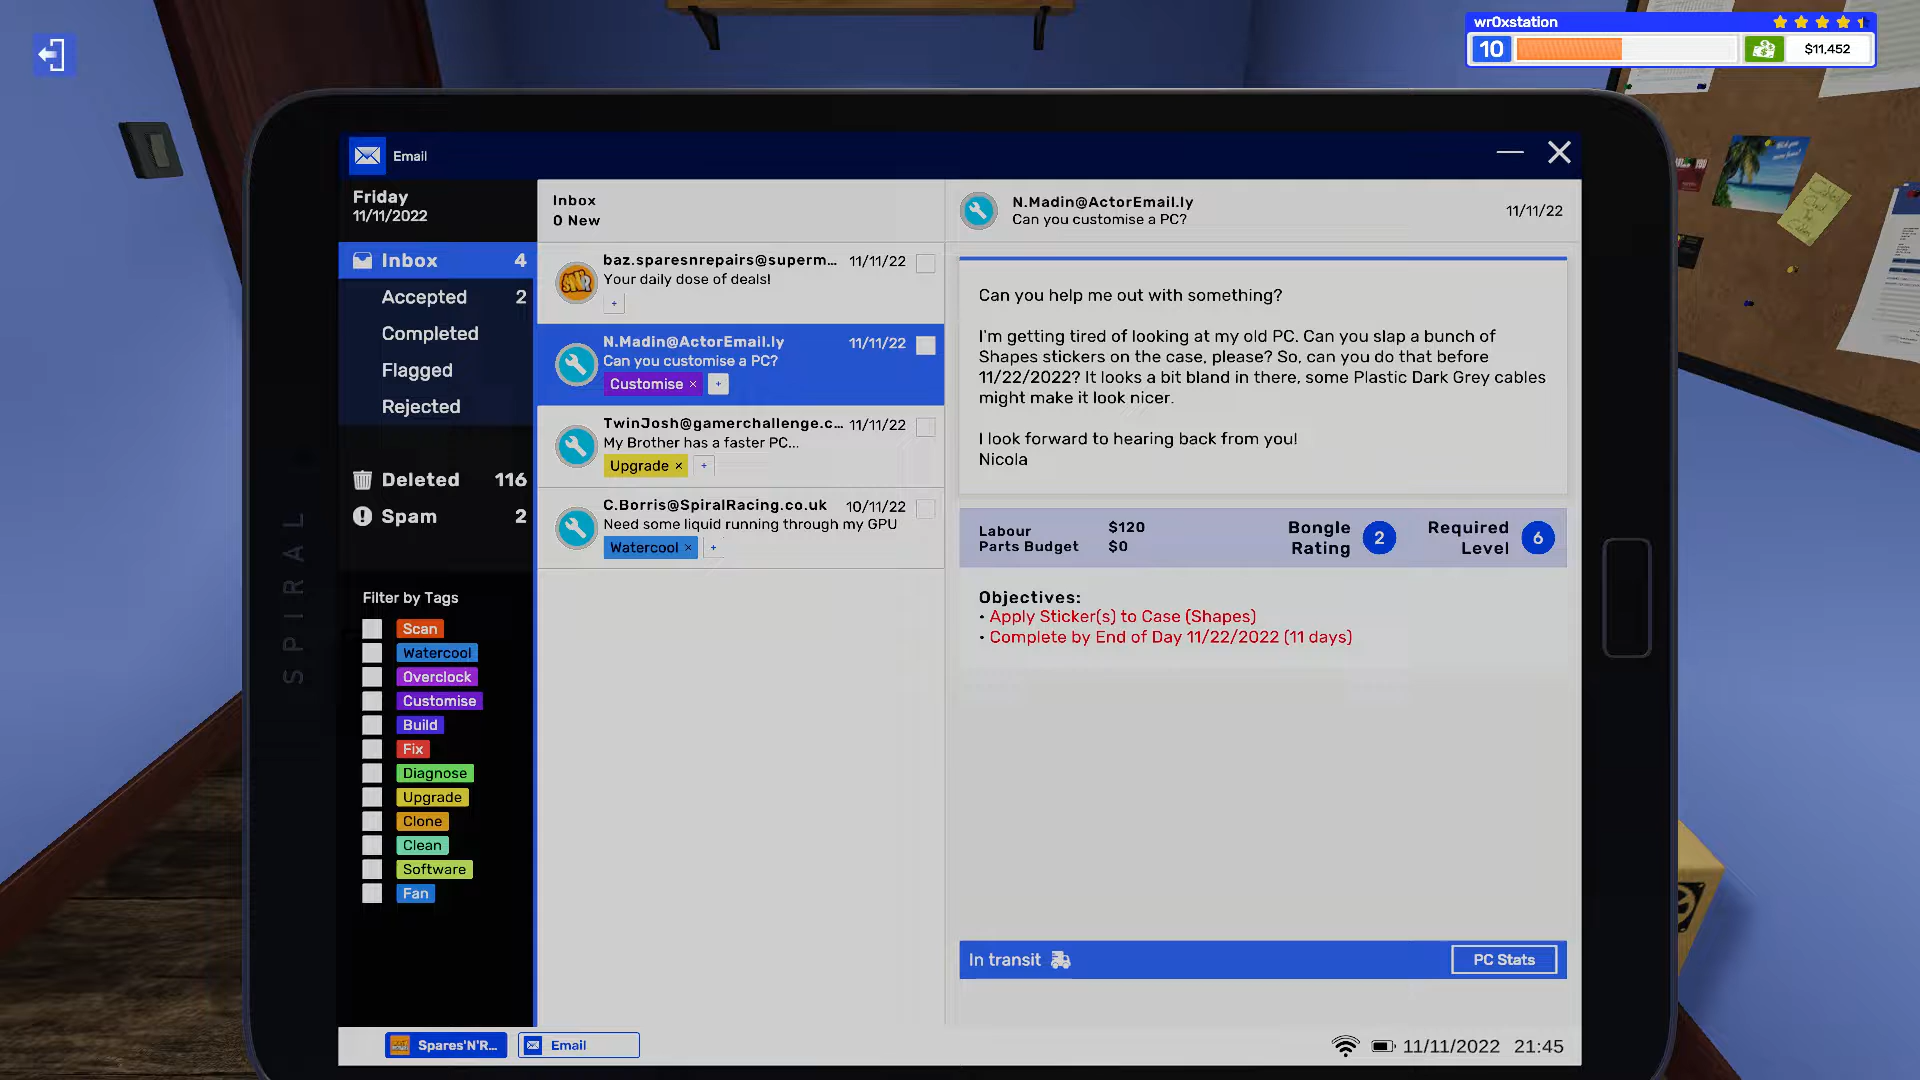 wr0xstation
10
$11,452
Email
Friday
11/11/2022
Inbox 4
Accepted 2
Completed
Flagged
Rejected
Deleted 116
Spam 2
Filter by Tags
Scan
Watercool
Overclock
Customise
Build
Fix
Diagnose
Upgrade
Clone
Clean
Software
Fan
SPIRAL
Inbox
0 New
baz.sparesnrepairs@superm... 11/11/22
Your daily dose of deals!
+
N.Madin@ActorEmail.ly 11/11/22
Can you customise a PC?
Customise × +
TwinJosh@gamerchallenge.c... 11/11/22
My Brother has a faster PC...
Upgrade × +
C.Borris@SpiralRacing.co.uk 10/11/22
Need some liquid running through my GPU
Watercool × +
N.Madin@ActorEmail.ly
Can you customise a PC?
11/11/22
Can you help me out with something?
I'm getting tired of looking at my old PC. Can you slap a bunch of
Shapes stickers on the case, please? So, can you do that before
11/22/2022? It looks a bit bland in there, some Plastic Dark Grey cables
might make it look nicer.
I look forward to hearing back from you!
Nicola
Labour $120
Parts Budget $0
Bongle Rating 2
Required Level 6
Objectives:
• Apply Sticker(s) to Case (Shapes)
• Complete by End of Day 11/22/2022 (11 days)
In transit
PC Stats
Spares'N'R...
Email
11/11/2022 21:45